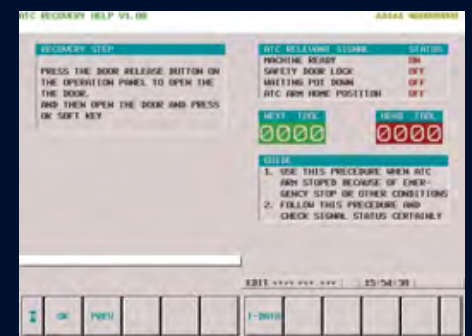 ATC RECOVERY HELP V1.00
RECOVERY STEP
PRESS THE DOOR RELEASE BUTTON ON
THE OPERATION PANEL TO OPEN THE
THE DOOR.
AND THEN OPEN THE DOOR AND PRESS
OK SOFT KEY
ATC RELEVANT SIGNAL STATUS
MACHINE READY ON
SAFETY DOOR LOCK OFF
WAITING POT DOWN OFF
ATC ARM HOME POSITION OFF
NEXT TOOL
0000
HEAD TOOL
0000
GUIDE
1. USE THIS PRECEDURE WHEN ATC
ARM STOPED BECAUSE OF EMER-
GENCY STOP OR OTHER CONDITIONS
2. FOLLOW THIS PRECEDURE AND
CHECK SIGNAL STATUS CERTAINLY
EDIT **** *** *** 15:54:30
OK PREV T-DATA